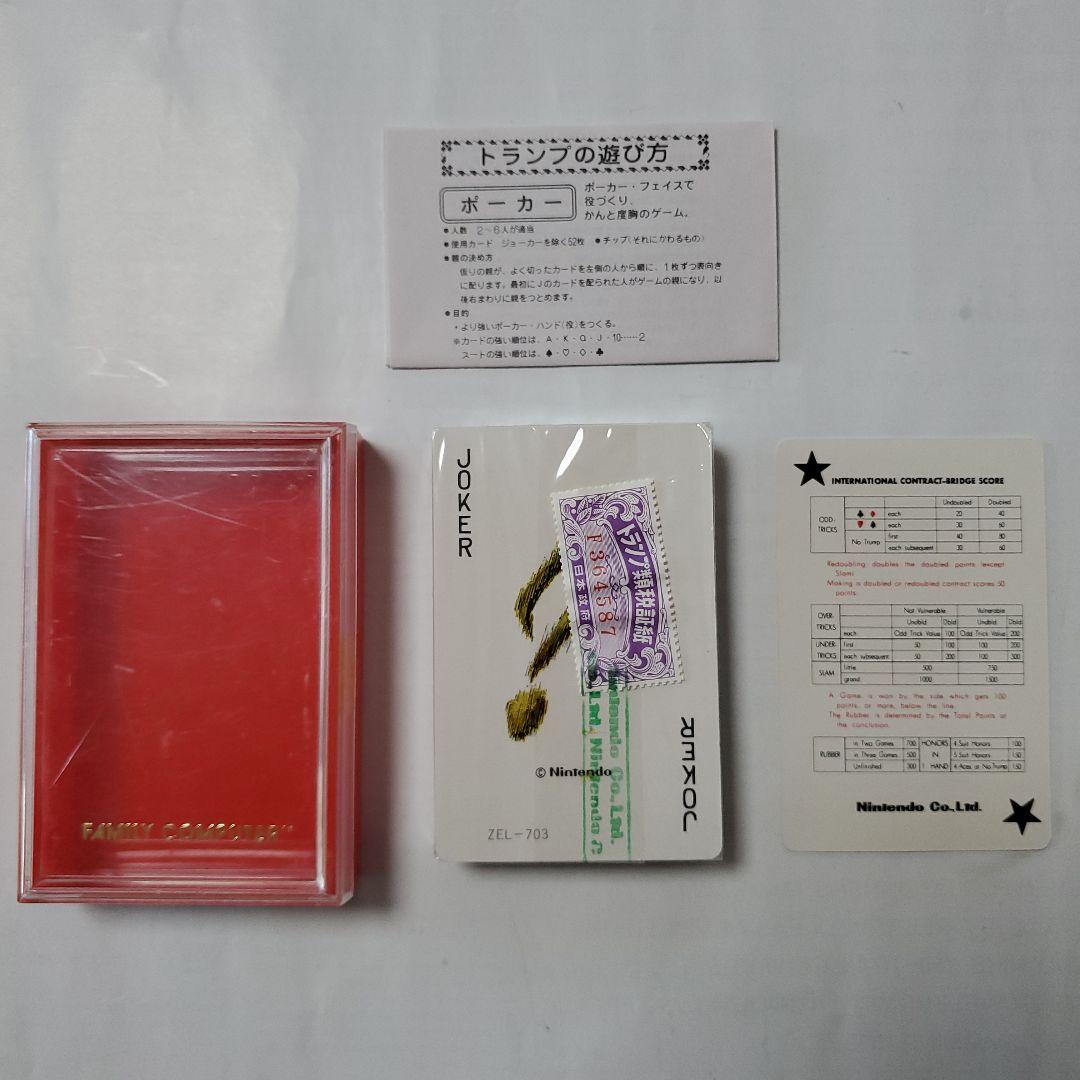 トランプの遊び方
ポーカー
ポーカー・フェイスで
役づくり、
かんと度胸のゲーム。
●人数 2～6人が適当
●使用カード ジョーカーを除く52枚 ●チップ(それにかわるもの)
●親の決め方
仮りの親が、よく切ったカードを左側の人から順に、1枚ずつ表向き
に配ります。最初にJのカードを配られた人がゲームの親になり、以
後右まわりに親をつとめます。
●目的
・より強いポーカー・ハンド(役)をつくる。
※カードの強い順位は、A・K・Q・J・10……2
スートの強い順位は、♠・♡・♢・♣
FAMILY COMPUTER™
JOKER
トランプ類税証紙
F364587
日本政府
Nintendo Co., Ltd.
Co., Ltd. Nintendo
© Nintendo
ZEL-703
JOKER
INTERNATIONAL CONTRACT-BRIDGE SCORE
Undoubled Doubled
ODD-TRICKS
♠ ♦ each 20 40
♥ ♠ each 30 60
No Trump first 40 80
each subsequent 30 60
Redoubling doubles the doubled points (except
Slam).
Making a doubled or redoubled contract scores 50
points.
Not Vulnerable Vulnerable
OVER-TRICKS Undbld Dbld Undbld Dbld
each Odd Trick Value 100 Odd Trick Value 200
UNDER-TRICKS first 50 100 100 200
each subsequent 50 200 100 300
SLAM little 500 750
grand 1000 1500
A Game is won by the side which gets 100
points, or more, below the line.
The Rubber is determined by the Total Points at
the conclusion.
RUBBER in Two Games 700 HONORS 4 Suit Honors 100
in Three Games 500 IN 5 Suit Honors 150
Unfinished 300 1 HAND 4 Aces at No Trump 150
Nintendo Co., Ltd.